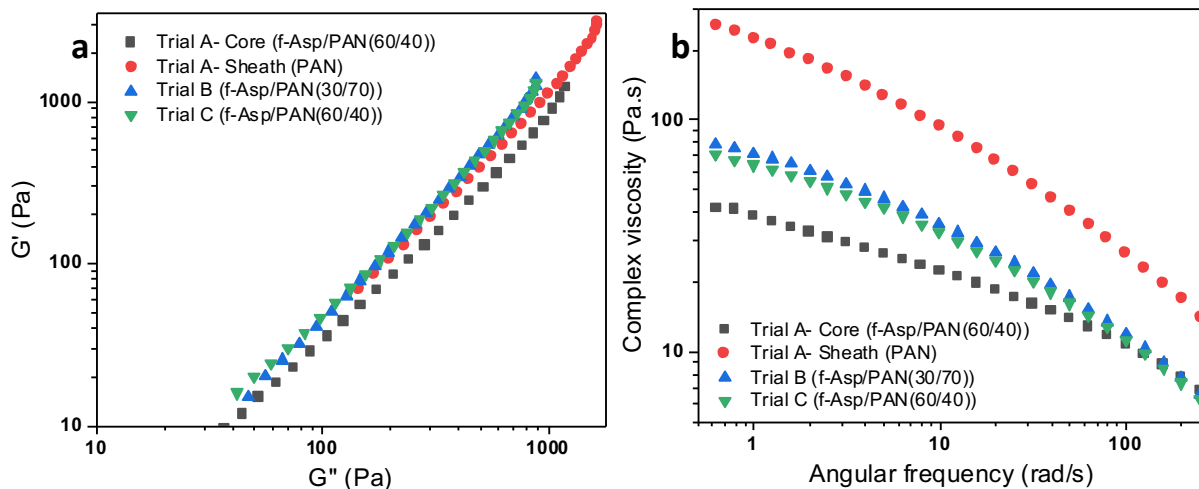 a
Trial A- Core (f-Asp/PAN(60/40))
Trial A- Sheath (PAN)
Trial B (f-Asp/PAN(30/70))
Trial C (f-Asp/PAN(60/40))
1000
100
10
G' (Pa)
10
100
1000
G" (Pa)
b
100
10
Complex viscosity (Pa.s)
Trial A- Core (f-Asp/PAN(60/40))
Trial A- Sheath (PAN)
Trial B (f-Asp/PAN(30/70))
Trial C (f-Asp/PAN(60/40))
1
10
100
Angular frequency (rad/s)